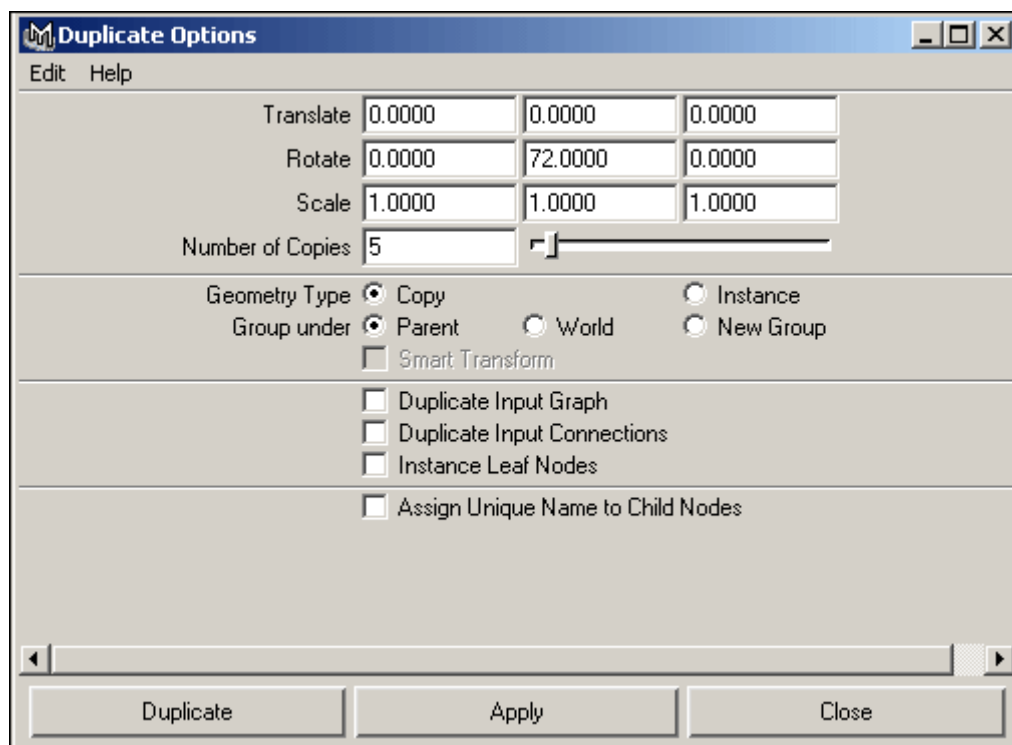 Duplicate Options
Edit Help
Translate 0.0000 0.0000 0.0000
Rotate 0.0000 72.0000 0.0000
Scale 1.0000 1.0000 1.0000
Number of Copies 5
Geometry Type Copy Instance
Group under Parent World New Group
Smart Transform
Duplicate Input Graph
Duplicate Input Connections
Instance Leaf Nodes
Assign Unique Name to Child Nodes
Duplicate Apply Close